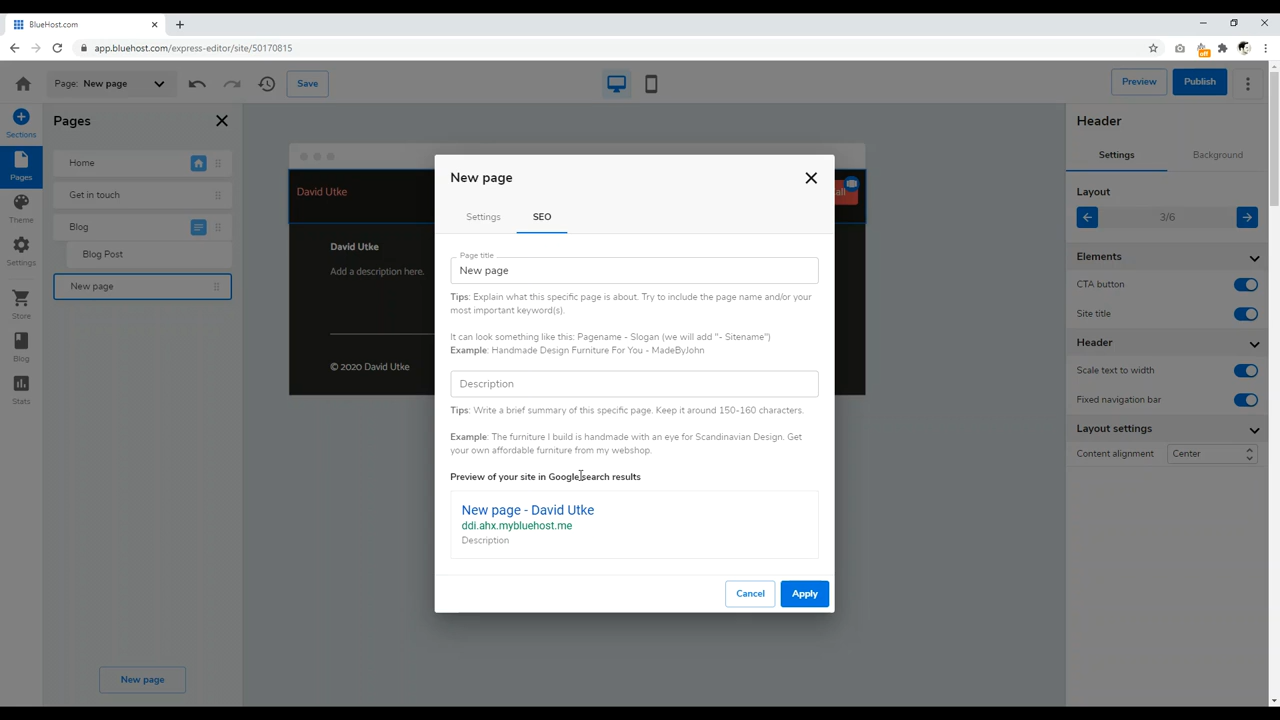 BlueHost.com
app.bluehost.com/express-editor/site/50170815
off
Page: New page
Save
Preview
Publish
Sections
Pages
Theme
Settings
Store
Blog
Stats
Pages
Home
Get in touch
Blog
Blog Post
New page
New page
David Utke
all
David Utke
Add a description here.
© 2020 David Utke
New page
Settings
SEO
Page title
New page
Tips: Explain what this specific page is about. Try to include the page name and/or your
most important keyword(s).
It can look something like this: Pagename - Slogan (we will add "- Sitename")
Example: Handmade Design Furniture For You - MadeByJohn
Description
Tips: Write a brief summary of this specific page. Keep it around 150-160 characters.
Example: The furniture I build is handmade with an eye for Scandinavian Design. Get
your own affordable furniture from my webshop.
Preview of your site in Google search results
New page - David Utke
ddi.ahx.mybluehost.me
Description
Cancel
Apply
Header
Settings
Background
Layout
3/6
Elements
CTA button
Site title
Header
Scale text to width
Fixed navigation bar
Layout settings
Content alignment
Center